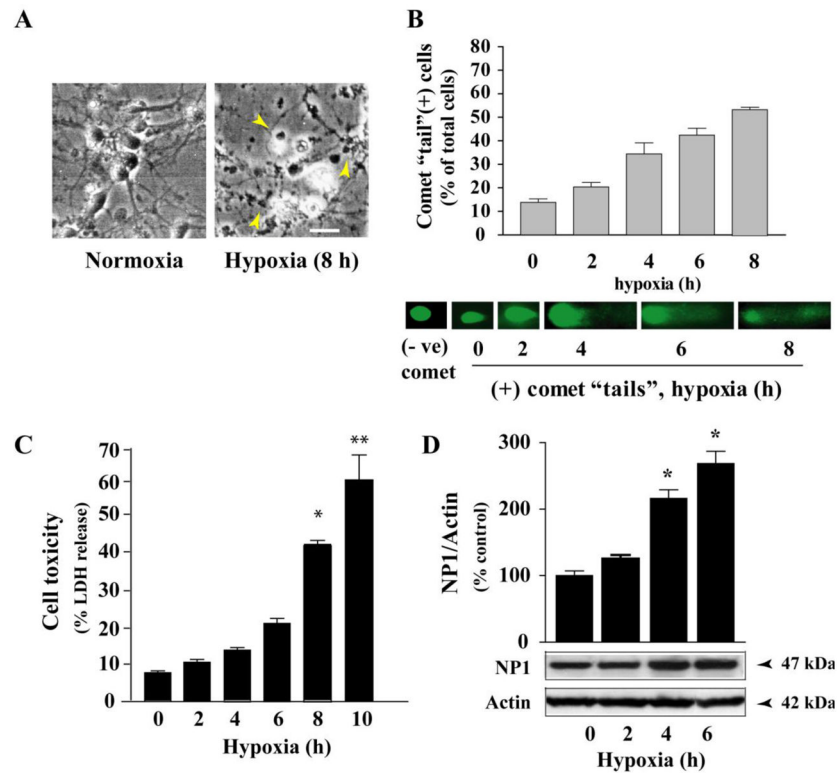 A
Normoxia
Hypoxia (8 h)
B
Comet “tail”(+) cells
(% of total cells)
80
70
60
50
40
30
20
10
0
0 2 4 6 8
hypoxia (h)
(- ve)
comet
0 2 4 6 8
(+) comet “tails”, hypoxia (h)
C
Cell toxicity
(% LDH release)
70
60
50
40
30
20
10
0
* **
0 2 4 6 8 10
Hypoxia (h)
D
NP1/Actin
(% control)
300
200
100
0
* *
NP1
47 kDa
Actin
42 kDa
0 2 4 6
Hypoxia (h)